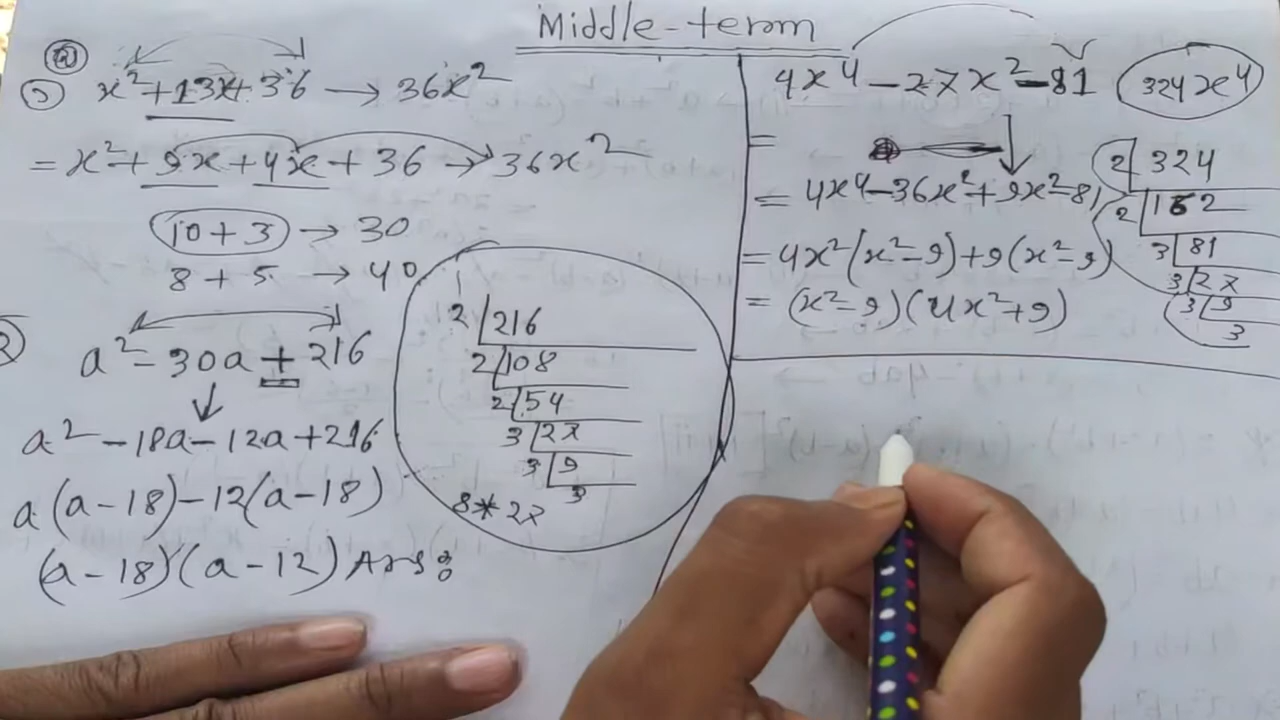 Middle-term
x² + 13x + 36 → 36x²
= x² + 9x + 4x + 36 → 36x²
10 + 3 → 30
8 + 5 → 40
a² - 30a + 216
a² - 18a - 12a + 216
a(a-18) - 12(a-18)
(a-18)(a-12) Ans:
2 216
2 108
2 54
3 27
3 9
3
8*27
4x⁴ - 27x² - 81
324x⁴
=
= 4x⁴ - 36x² + 9x² - 81
= 4x²(x²-9) + 9(x²-9)
= (x²-9)(4x²+9)
2 324
2 162
3 81
3 27
3 9
3